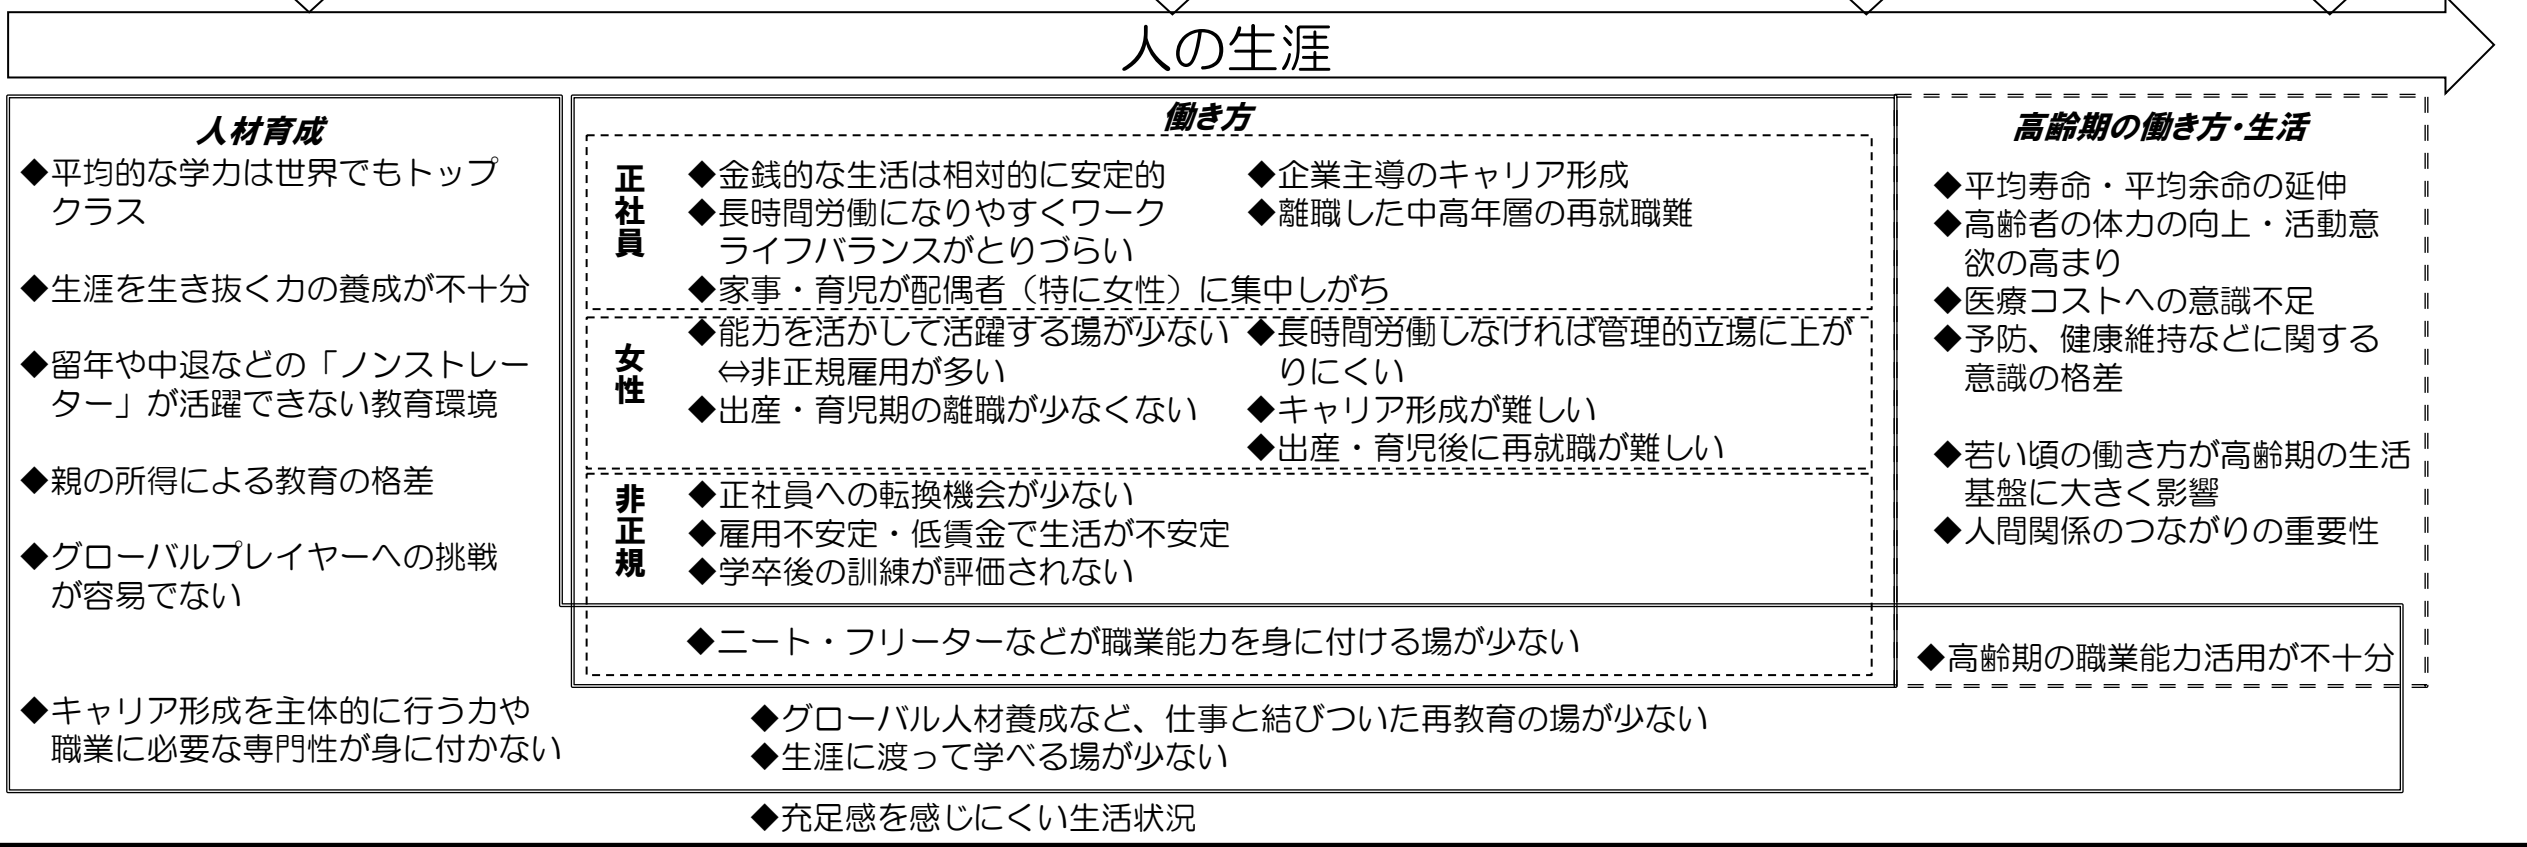 人の生涯
人材育成
◆平均的な学力は世界でもトップ
クラス
◆生涯を生き抜く力の養成が不十分
◆留年や中退などの「ノンストレー
ター」が活躍できない教育環境
◆親の所得による教育の格差
◆グローバルプレイヤーへの挑戦
が容易でない
◆キャリア形成を主体的に行う力や
職業に必要な専門性が身に付かない
働き方
正社員
◆金銭的な生活は相対的に安定的
◆長時間労働になりやすくワーク
ライフバランスがとりづらい
◆家事・育児が配偶者（特に女性）に集中しがち
◆企業主導のキャリア形成
◆離職した中高年層の再就職難
女性
◆能力を活かして活躍する場が少ない
⇔非正規雇用が多い
◆出産・育児期の離職が少なくない
◆長時間労働しなければ管理的立場に上が
りにくい
◆キャリア形成が難しい
◆出産・育児後に再就職が難しい
非正規
◆正社員への転換機会が少ない
◆雇用不安定・低賃金で生活が不安定
◆学卒後の訓練が評価されない
◆ニート・フリーターなどが職業能力を身に付ける場が少ない
◆グローバル人材養成など、仕事と結びついた再教育の場が少ない
◆生涯に渡って学べる場が少ない
◆充足感を感じにくい生活状況
高齢期の働き方・生活
◆平均寿命・平均余命の延伸
◆高齢者の体力の向上・活動意
欲の高まり
◆医療コストへの意識不足
◆予防、健康維持などに関する
意識の格差
◆若い頃の働き方が高齢期の生活
基盤に大きく影響
◆人間関係のつながりの重要性
◆高齢期の職業能力活用が不十分